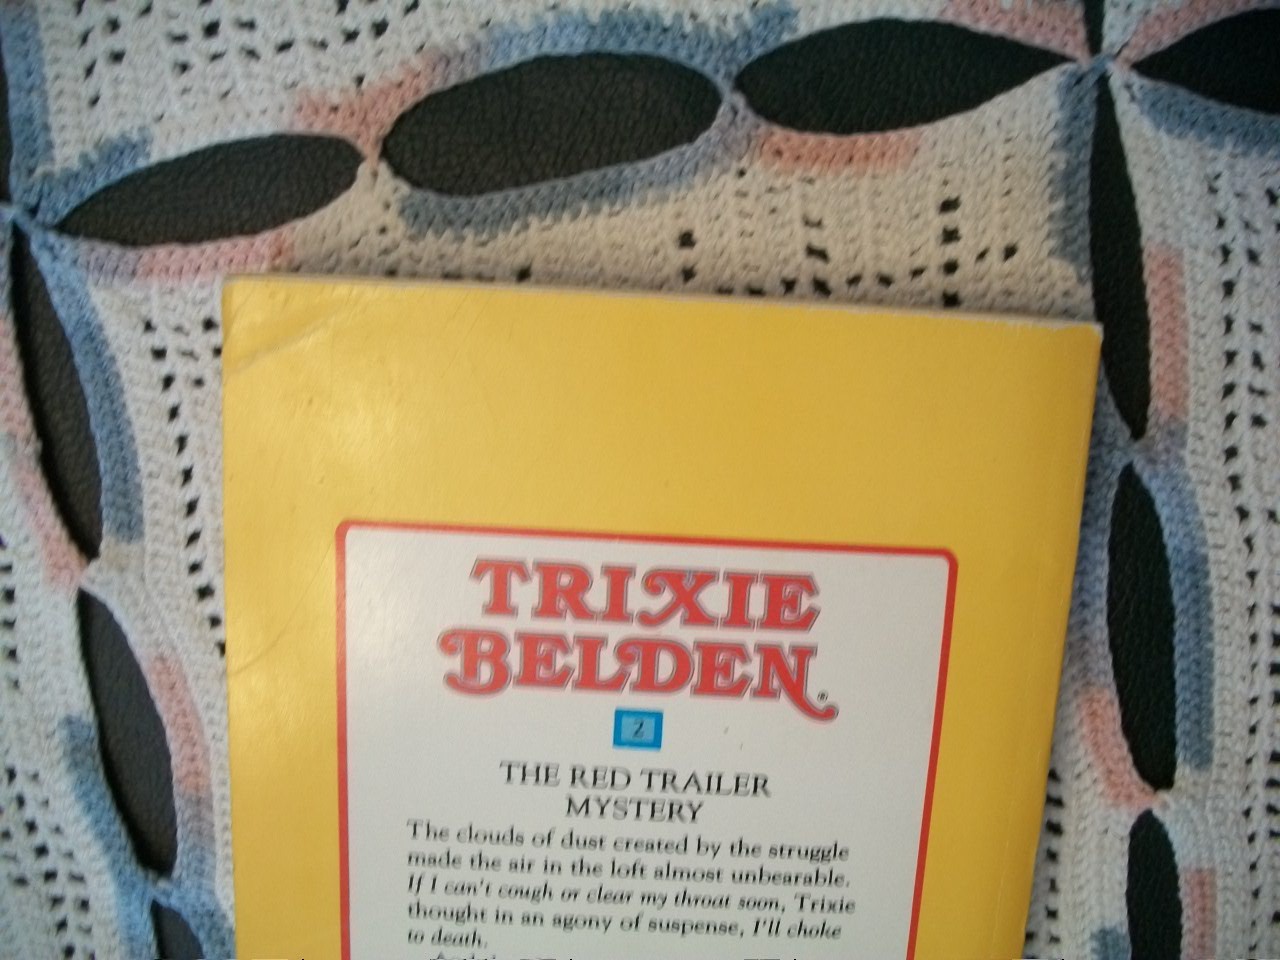 TRIXIE
BELDEN®
2
THE RED TRAILER
MYSTERY
The clouds of dust created by the struggle
made the air in the loft almost unbearable.
If I can't cough or clear my throat soon, Trixie
thought in an agony of suspense, I'll choke
to death.